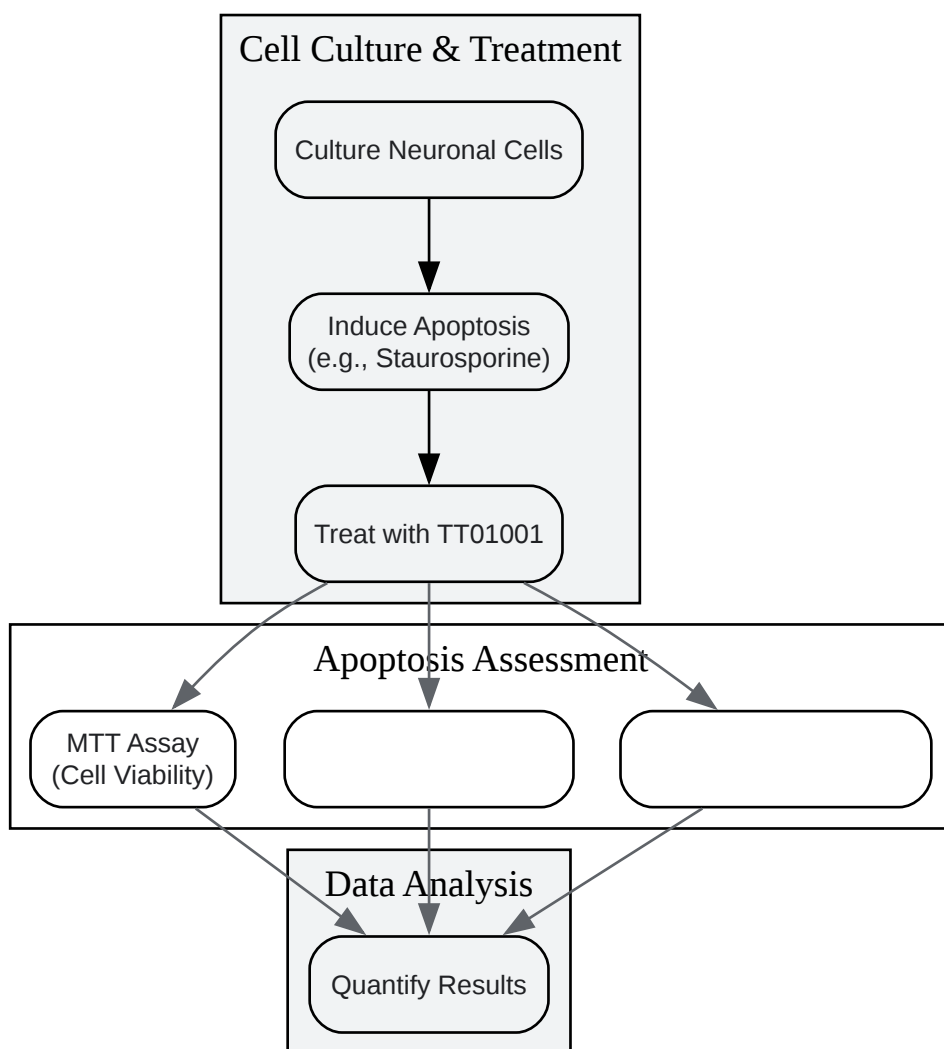 Cell Culture & Treatment
Culture Neuronal Cells
Induce Apoptosis
(e.g., Staurosporine)
Treat with TT01001
Apoptosis Assessment
MTT Assay
(Cell Viability)
Data Analysis
Quantify Results